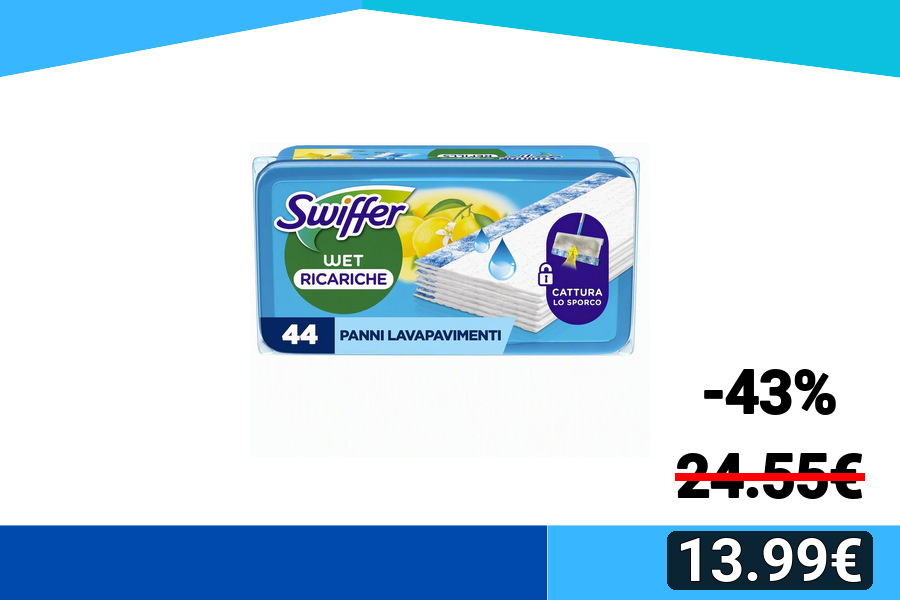 Swiffer
WET
RICARICHE
CATTURA
LO SPORCO
44 PANNI LAVAPAVIMENTI
-43%
24.55€
13.99€